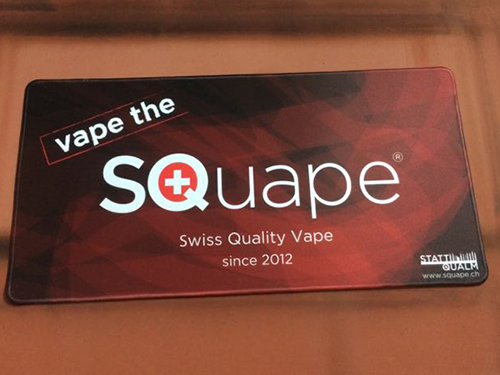 vape the
SQuape®
Swiss Quality Vape
since 2012
STATT
QUALM
www.squape.ch